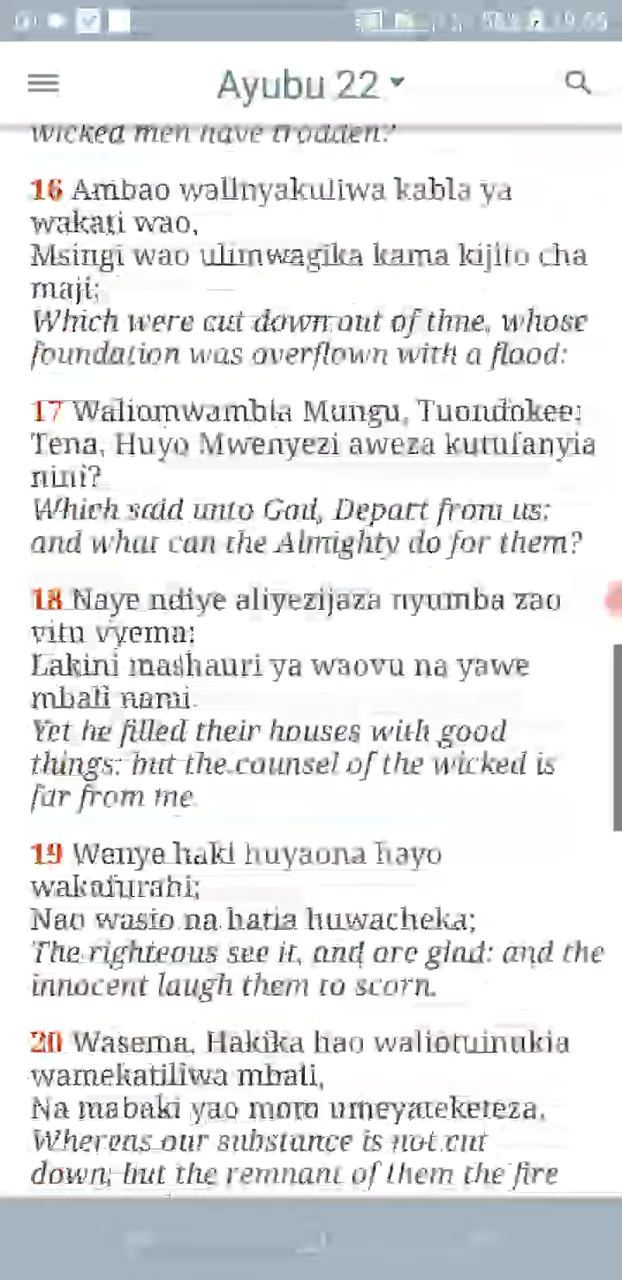 Ayubu 22
wicked men have trodden?
16 Ambao walinyakuliwa kabla ya
wakati wao,
Msingi wao ulimwagika kama kijito cha
maji;
Which were cut down out of time, whose
foundation was overflown with a flood:
17 Waliomwambia Mungu, Tuondokee;
Tena, Huyo Mwenyezi aweza kutufanyia
nini?
Which said unto God, Depart from us:
and what can the Almighty do for them?
18 Naye ndiye aliyezijaza nyumba zao
vitu vyema;
Lakini mashauri ya waovu na yawe
mbali nami.
Yet he filled their houses with good
things: but the counsel of the wicked is
far from me.
19 Wenye haki huyaona hayo
wakafurahi;
Nao wasio na hatia huwacheka;
The righteous see it, and are glad: and the
innocent laugh them to scorn.
20 Wasema, Hakika hao waliotuinukia
wamekatiliwa mbali,
Na mabaki yao moto umeyateketeza.
Whereas our substance is not cut
down, but the remnant of them the fire